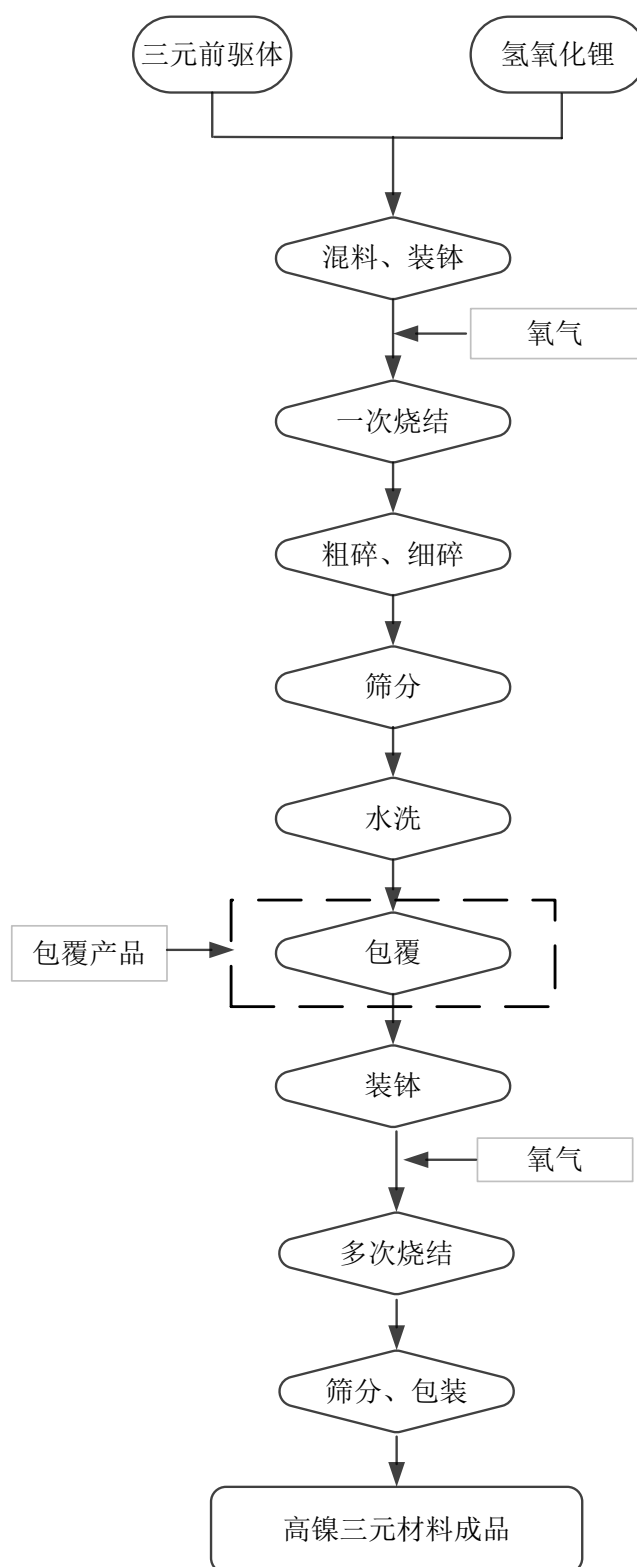 三元前驱体
氢氧化锂
混料、装钵
氧气
一次烧结
粗碎、细碎
筛分
水洗
包覆产品
包覆
装钵
氧气
多次烧结
筛分、包装
高镍三元材料成品